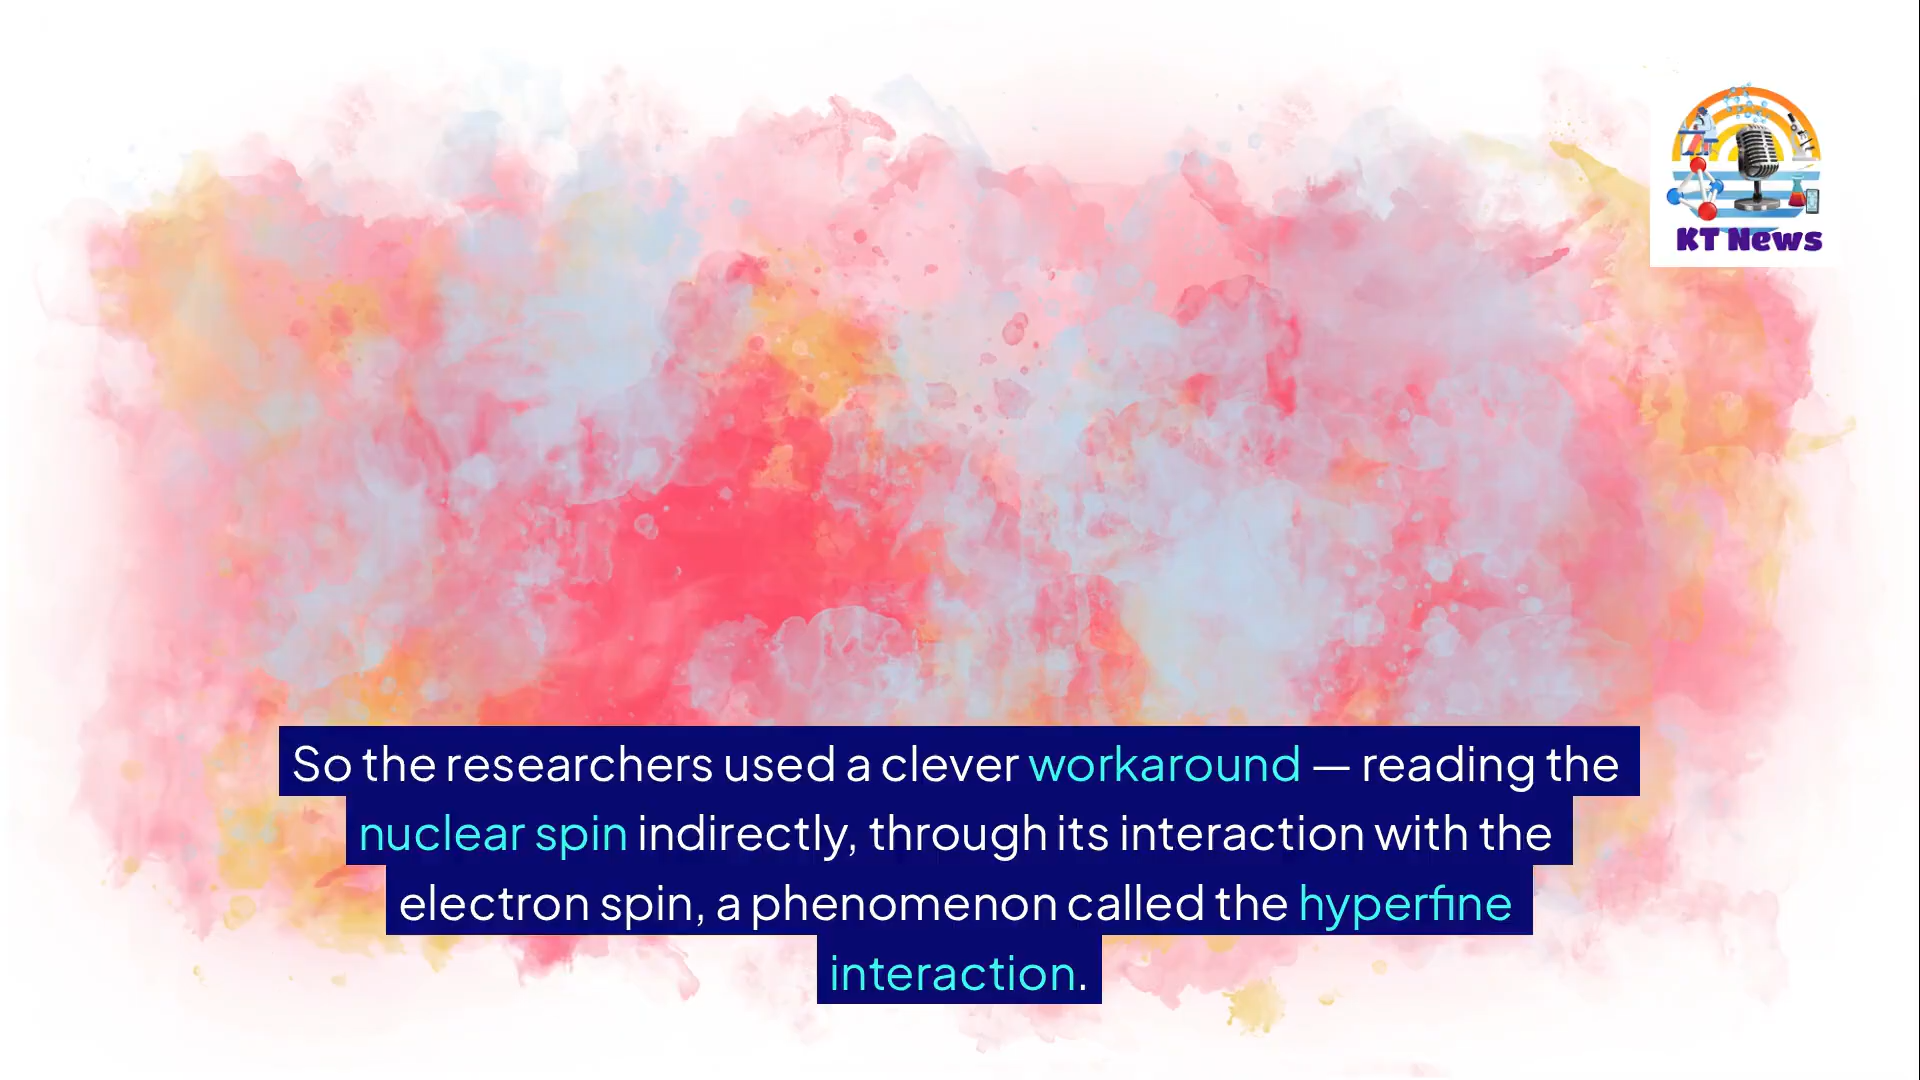 KT News
So the researchers used a clever workaround — reading the
nuclear spin indirectly, through its interaction with the
electron spin, a phenomenon called the hyperfine
interaction.